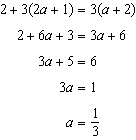 2 + 3(2a + 1) = 3(a + 2)
2 + 6a + 3 = 3a + 6
3a + 5 = 6
3a = 1
a = 1/3